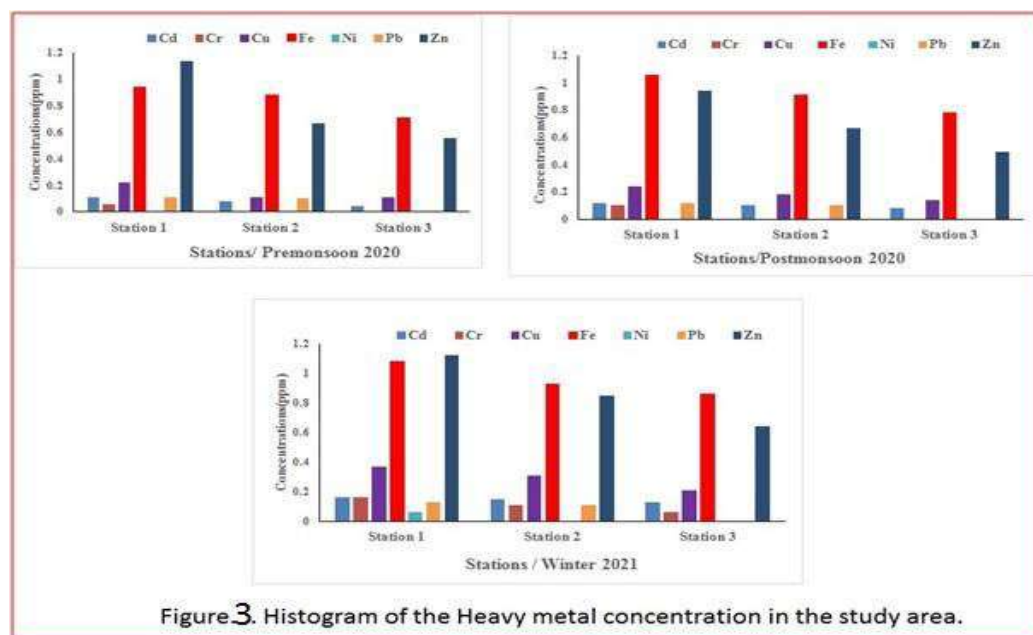 Cd Cr Cu Fe Ni Pb Zn
1.2
1
0.8
0.6
0.4
0.2
0
Concentrations(ppm)
Station 1 Station 2 Station 3
Stations/ Premonsoon 2020
Cd Cr Cu Fe Ni Pb Zn
1.2
1
0.8
0.6
0.4
0.2
0
Concentrations(ppm)
Station 1 Station 2 Station 3
Stations/Postmonsoon 2020
Cd Cr Cu Fe Ni Pb Zn
1.2
1
0.8
0.6
0.4
0.2
0
Concentrations(ppm)
Station 1 Station 2 Station 3
Stations / Winter 2021
Figure.3. Histogram of the Heavy metal concentration in the study area.